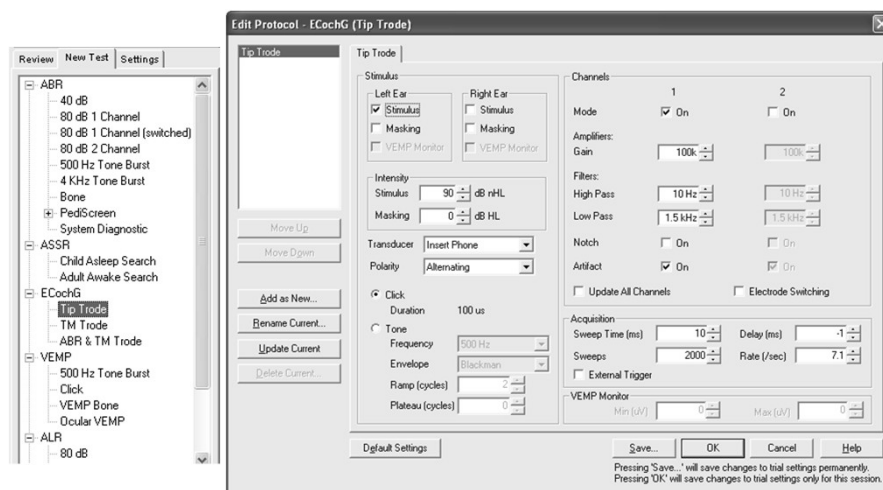 Review New Test Settings
ABR
40 dB
80 dB 1 Channel
80 dB 1 Channel (switched)
80 dB 2 Channel
500 Hz Tone Burst
4 KHz Tone Burst
Bone
PediScreen
System Diagnostic
ASSR
Child Asleep Search
Adult Awake Search
ECochG
Tip Trode
TM Trode
ABR & TM Trode
VEMP
500 Hz Tone Burst
Click
VEMP Bone
Ocular VEMP
ALR
80 dB
Edit Protocol - ECochG (Tip Trode)
Tip Trode
Move Up
Move Down
Add as New...
Rename Current...
Update Current
Delete Current...
Tip Trode
Stimulus
Left Ear Right Ear
Stimulus Stimulus
Masking Masking
VEMP Monitor VEMP Monitor
Intensity
Stimulus 90 dB nHL
Masking 0 dB HL
Transducer Insert Phone
Polarity Alternating
Click
Duration 100 us
Tone
Frequency 500 Hz
Envelope Blackman
Ramp (cycles) 2
Plateau (cycles) 0
Channels
1 2
Mode On On
Amplifiers:
Gain 100k 100k
Filters:
High Pass 10 Hz 10 Hz
Low Pass 1.5 kHz 1.5 kHz
Notch On On
Artifact On On
Update All Channels Electrode Switching
Acquisition
Sweep Time (ms) 10 Delay (ms) -1
Sweeps 2000 Rate (/sec) 7.1
External Trigger
VEMP Monitor
Min (uV) 0 Max (uV) 0
Default Settings Save... OK Cancel Help
Pressing 'Save...' will save changes to trial settings permanently.
Pressing 'OK' will save changes to trial settings only for this session.